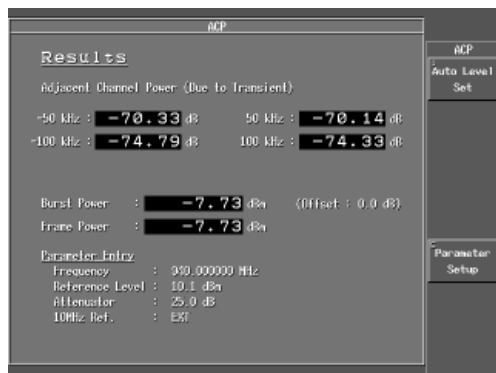 ACP
Results
Adjacent Channel Power (Due to Transient)
-50 kHz : -70.33 dB 50 kHz : -70.14 dB
-100 kHz : -74.79 dB 100 kHz : -74.33 dB
Burst Power : -7.73 dBm (Offset : 0.0 dB)
Frame Power : -7.73 dBm
Parameter Entry
Frequency : 940.000000 MHz
Reference Level : 10.1 dBm
Attenuator : 25.0 dB
10MHz Ref. : EXT
ACP
Auto Level
Set
Parameter
Setup